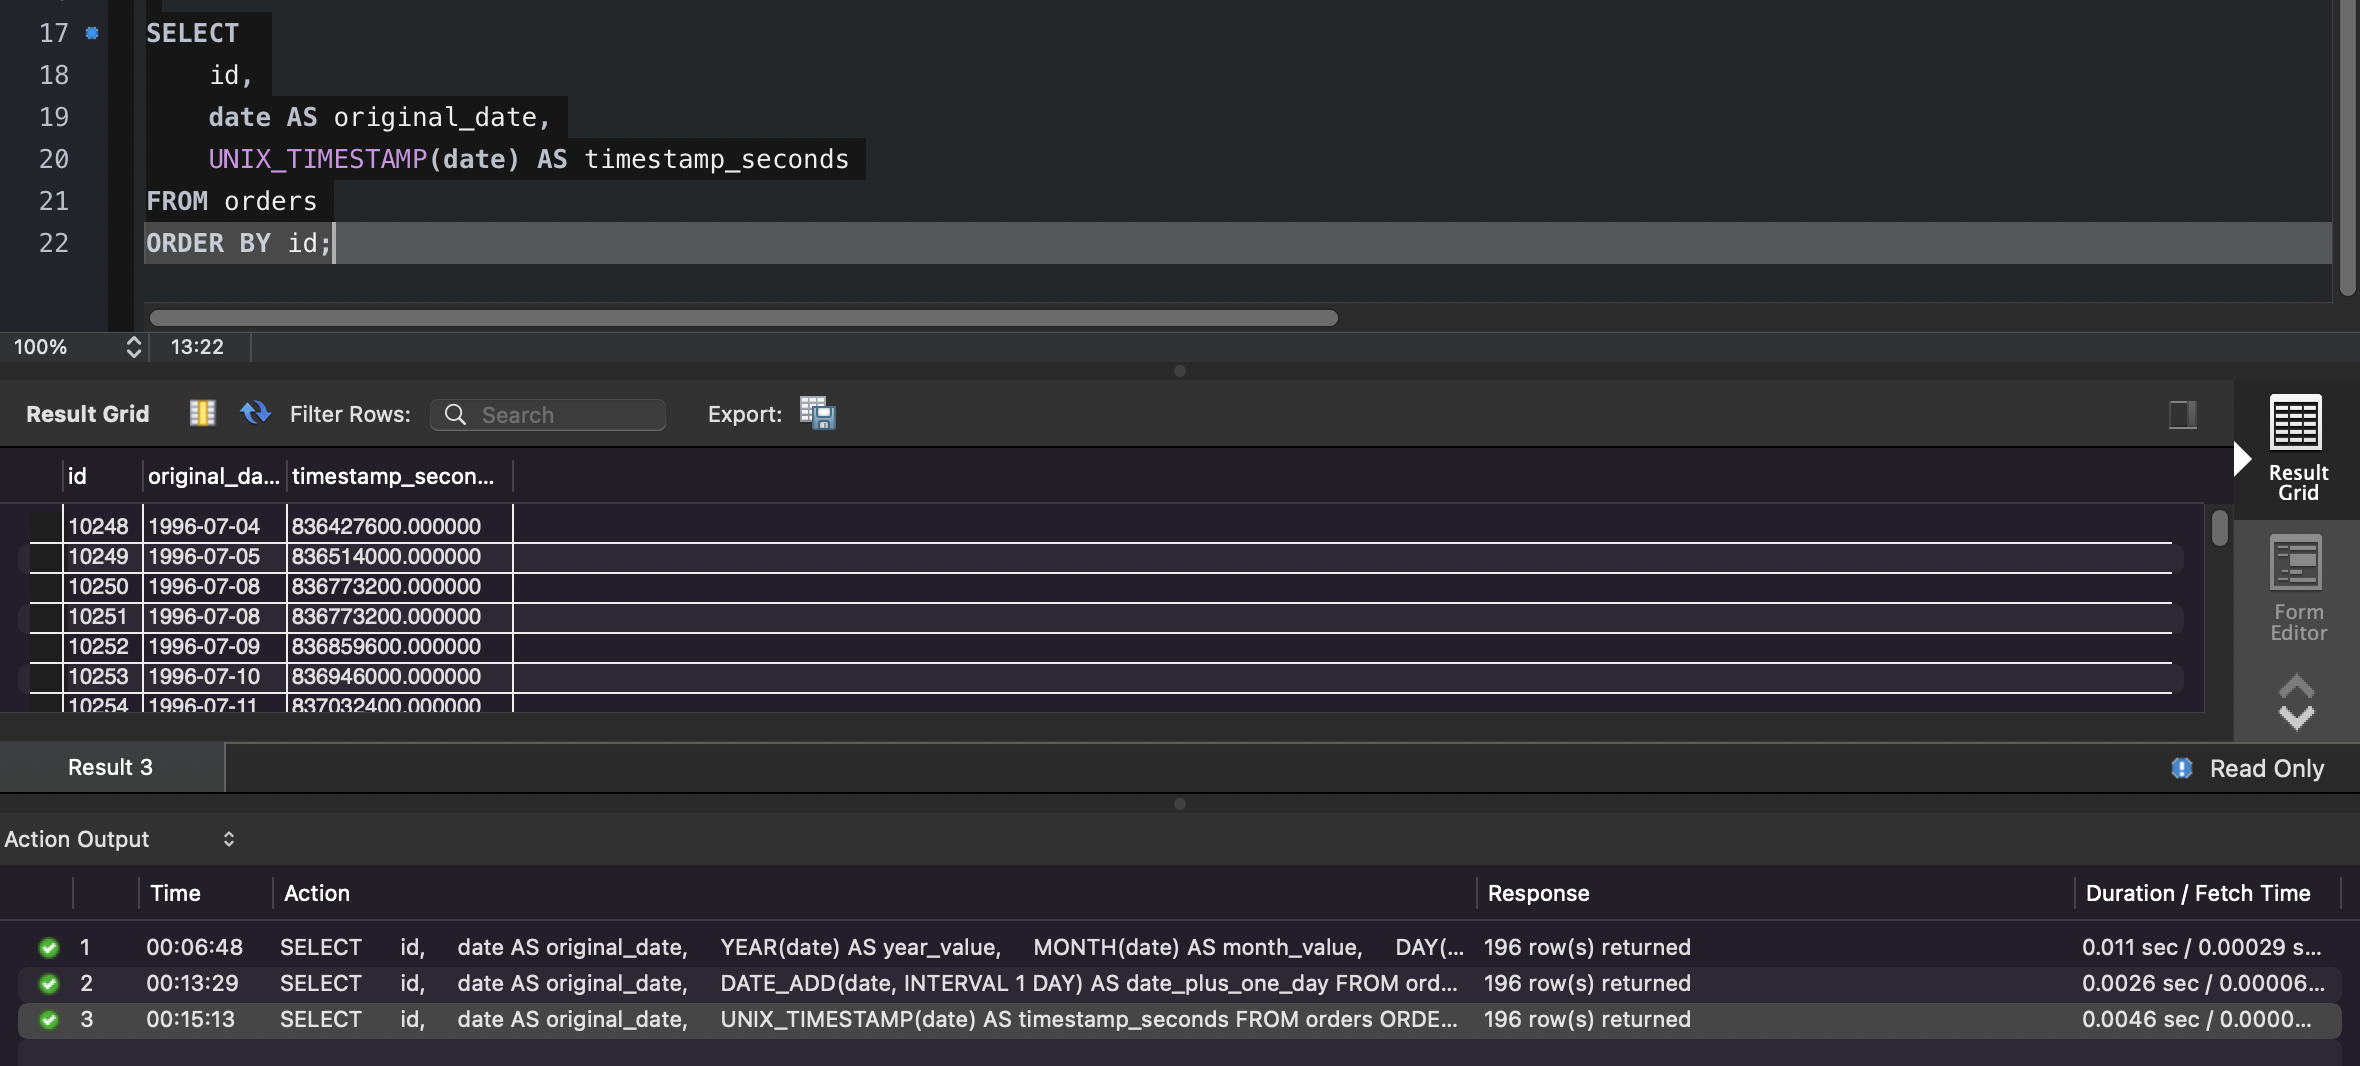 17 SELECT
18 id,
19 date AS original_date,
20 UNIX_TIMESTAMP(date) AS timestamp_seconds
21 FROM orders
22 ORDER BY id;
100% 13:22
Result Grid Filter Rows: Search Export:
Result Grid
Form Editor
id original_da... timestamp_secon...
10248 1996-07-04 836427600.000000
10249 1996-07-05 836514000.000000
10250 1996-07-08 836773200.000000
10251 1996-07-08 836773200.000000
10252 1996-07-09 836859600.000000
10253 1996-07-10 836946000.000000
10254 1996-07-11 837032400.000000
Result 3 Read Only
Action Output
Time Action Response Duration / Fetch Time
1 00:06:48 SELECT id, date AS original_date, YEAR(date) AS year_value, MONTH(date) AS month_value, DAY(... 196 row(s) returned 0.011 sec / 0.00029 s...
2 00:13:29 SELECT id, date AS original_date, DATE_ADD(date, INTERVAL 1 DAY) AS date_plus_one_day FROM ord... 196 row(s) returned 0.0026 sec / 0.00006...
3 00:15:13 SELECT id, date AS original_date, UNIX_TIMESTAMP(date) AS timestamp_seconds FROM orders ORDE... 196 row(s) returned 0.0046 sec / 0.0000...